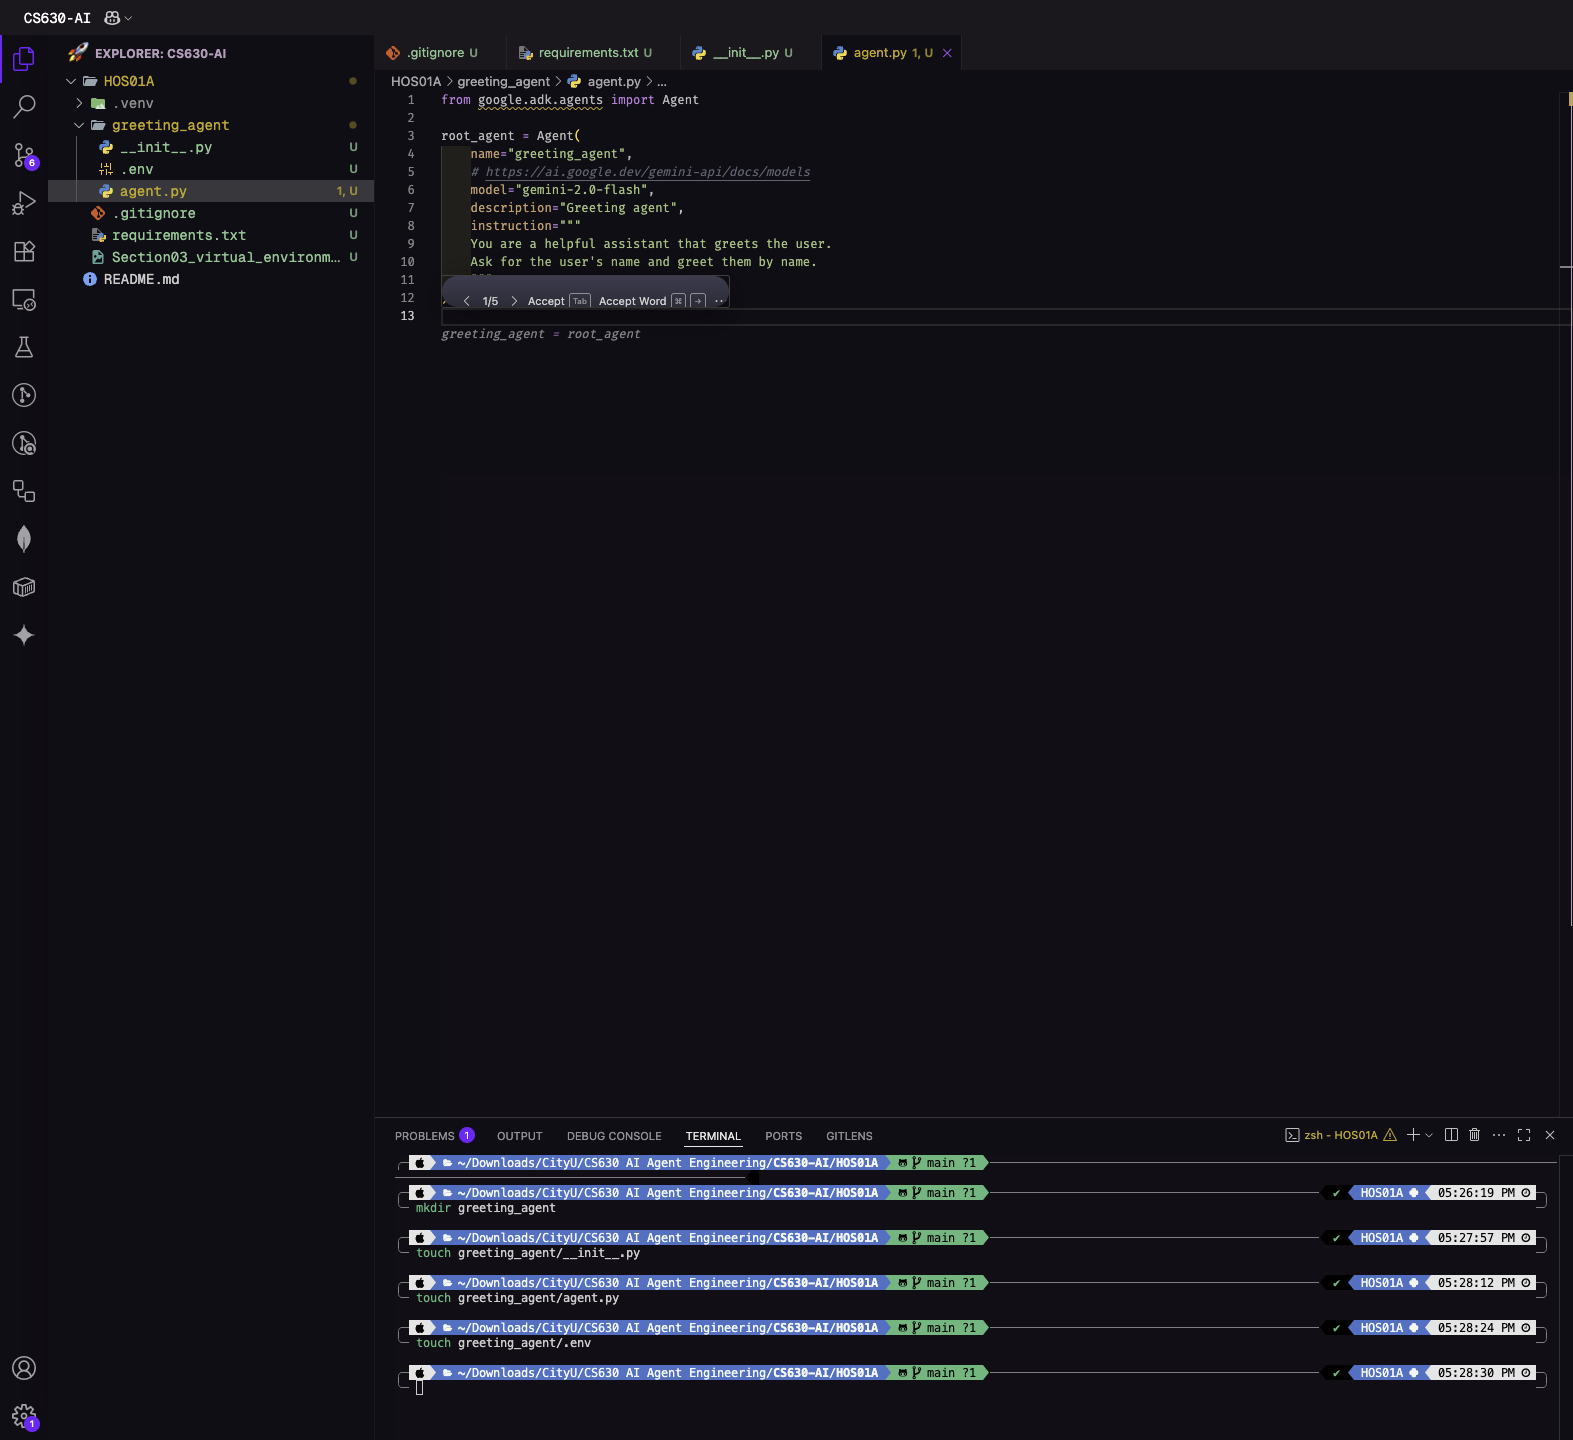 CS630-AI
EXPLORER: CS630-AI
HOS01A
.venv
greeting_agent
__init__.py U
.env U
agent.py 1, U
.gitignore U
requirements.txt U
Section03_virtual_environm... U
README.md
6
1
.gitignore U
requirements.txt U
__init__.py U
agent.py 1, U
HOS01A > greeting_agent > agent.py > ...
1 from google.adk.agents import Agent
2
3 root_agent = Agent(
4 name="greeting_agent",
5 # https://ai.google.dev/gemini-api/docs/models
6 model="gemini-2.0-flash",
7 description="Greeting agent",
8 instruction="""
9 You are a helpful assistant that greets the user.
10 Ask for the user's name and greet them by name.
11 """
12
1/5 Accept Tab Accept Word ⌘ → ..
13
greeting_agent = root_agent
PROBLEMS 1 OUTPUT DEBUG CONSOLE TERMINAL PORTS GITLENS
zsh - HOS01A
~/Downloads/CityU/CS630 AI Agent Engineering/CS630-AI/HOS01A main ?1
~/Downloads/CityU/CS630 AI Agent Engineering/CS630-AI/HOS01A main ?1 ✔ HOS01A 05:26:19 PM
mkdir greeting_agent
~/Downloads/CityU/CS630 AI Agent Engineering/CS630-AI/HOS01A main ?1 ✔ HOS01A 05:27:57 PM
touch greeting_agent/__init__.py
~/Downloads/CityU/CS630 AI Agent Engineering/CS630-AI/HOS01A main ?1 ✔ HOS01A 05:28:12 PM
touch greeting_agent/agent.py
~/Downloads/CityU/CS630 AI Agent Engineering/CS630-AI/HOS01A main ?1 ✔ HOS01A 05:28:24 PM
touch greeting_agent/.env
~/Downloads/CityU/CS630 AI Agent Engineering/CS630-AI/HOS01A main ?1 ✔ HOS01A 05:28:30 PM